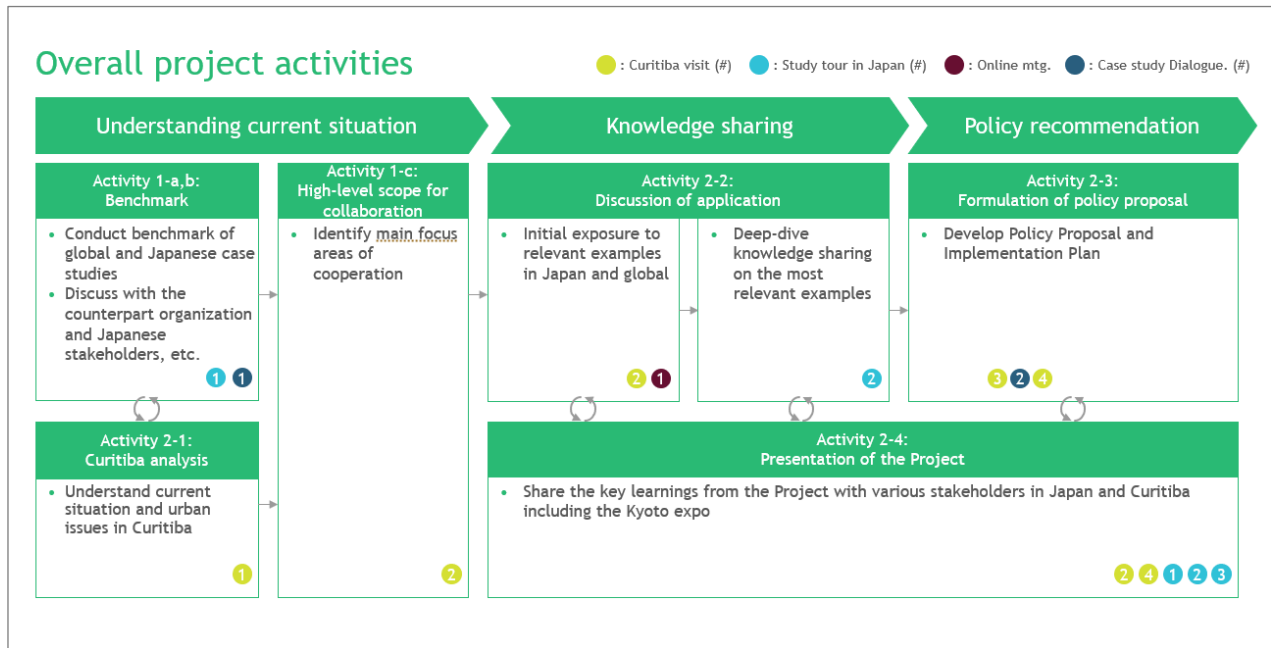 Overall project activities
: Curitiba visit (#)
: Study tour in Japan (#)
: Online mtg.
: Case study Dialogue. (#)
Understanding current situation
Knowledge sharing
Policy recommendation
Activity 1-a,b:
Benchmark
• Conduct benchmark of
global and Japanese case
studies
• Discuss with the
counterpart organization
and Japanese
stakeholders, etc.
1 1
Activity 2-1:
Curitiba analysis
• Understand current
situation and urban
issues in Curitiba
1
Activity 1-c:
High-level scope for
collaboration
• Identify main focus
areas of
cooperation
2
Activity 2-2:
Discussion of application
• Initial exposure to
relevant examples
in Japan and global
2 1
• Deep-dive
knowledge sharing
on the most
relevant examples
2
Activity 2-3:
Formulation of policy proposal
• Develop Policy Proposal and
Implementation Plan
3 2 4
Activity 2-4:
Presentation of the Project
• Share the key learnings from the Project with various stakeholders in Japan and Curitiba
including the Kyoto expo
2 4 1 2 3